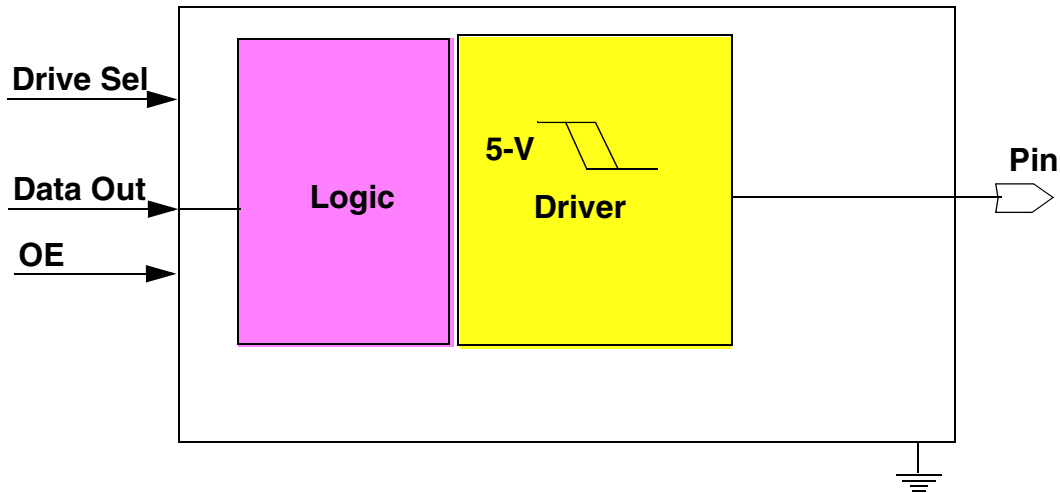 Drive Sel
Data Out
OE
Logic
5-V
Driver
Pin